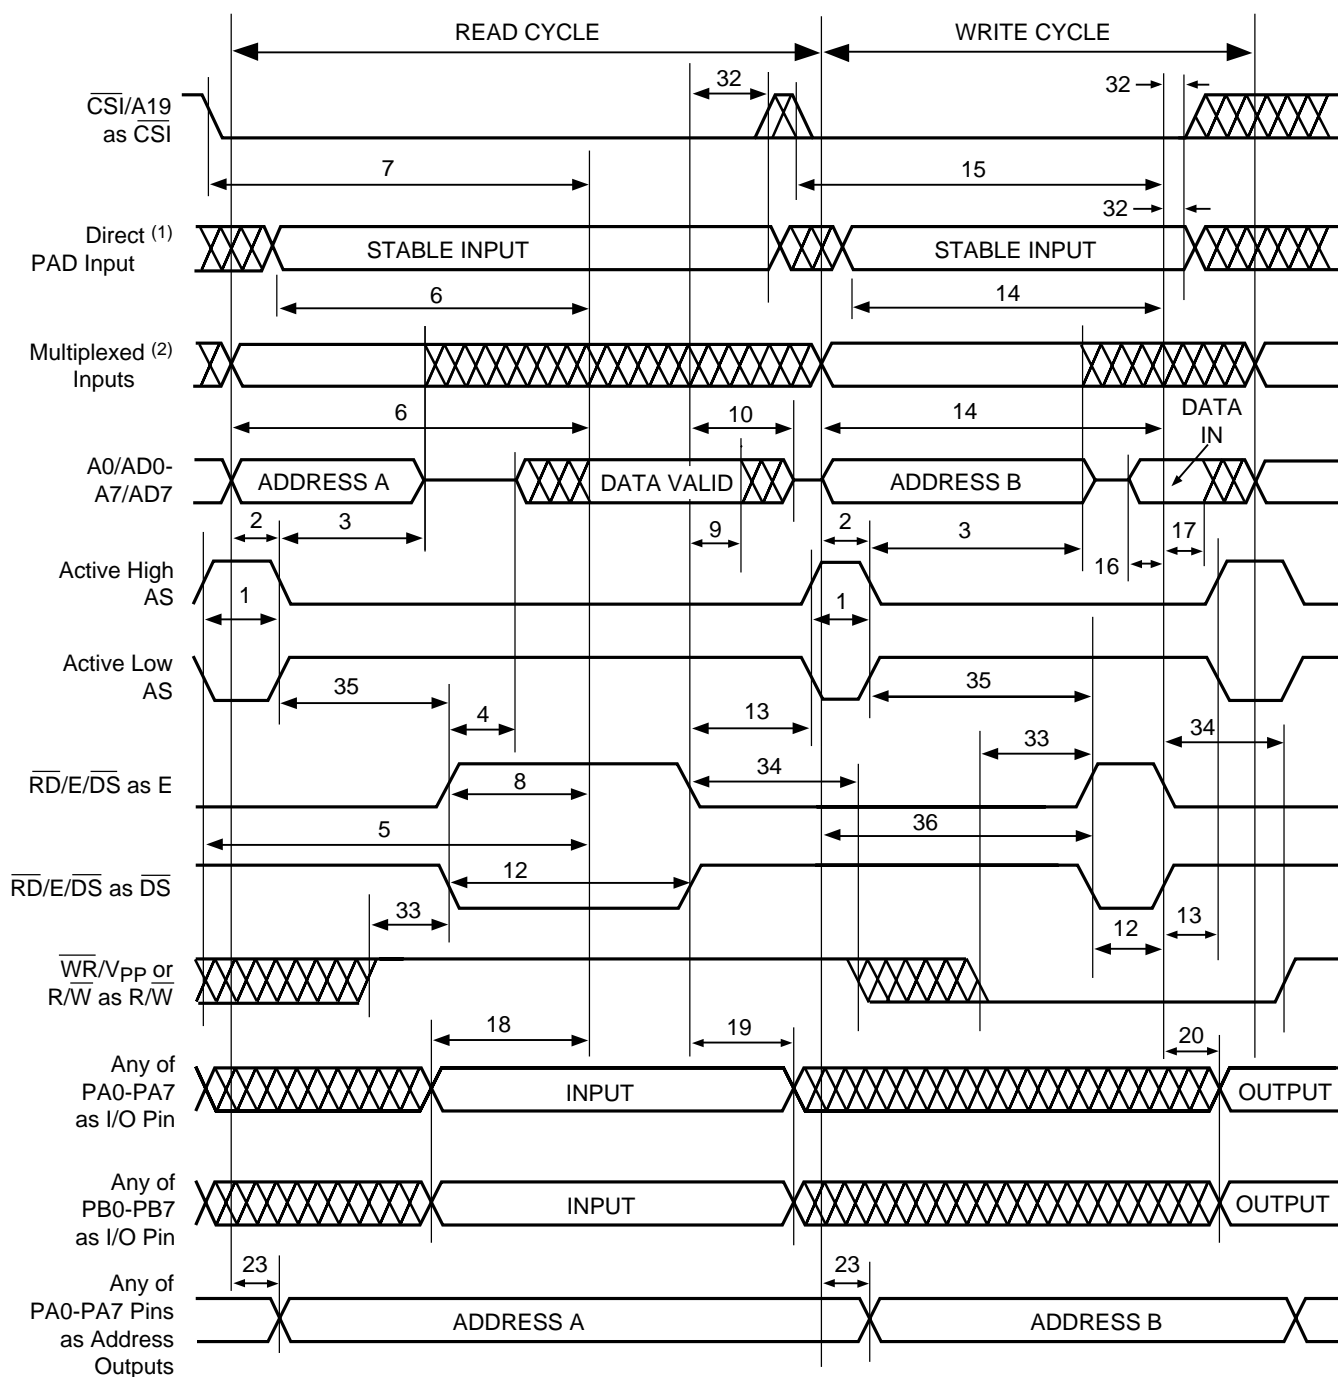 READ CYCLE
WRITE CYCLE
32
32
CSI/A19
as CSI
7
15
32
Direct (1)
PAD Input
STABLE INPUT
STABLE INPUT
6
14
Multiplexed (2)
Inputs
6
10
14
DATA
IN
A0/AD0-
A7/AD7
ADDRESS A
DATA VALID
ADDRESS B
2
3
9
2
3
17
16
Active High
AS
1
1
Active Low
AS
35
4
13
35
34
33
34
RD/E/DS as E
8
5
36
RD/E/DS as DS
12
33
12
13
WR/VPP or
R/W as R/W
18
19
20
Any of
PA0-PA7
as I/O Pin
INPUT
OUTPUT
Any of
PB0-PB7
as I/O Pin
INPUT
OUTPUT
23
23
Any of
PA0-PA7 Pins
as Address
Outputs
ADDRESS A
ADDRESS B